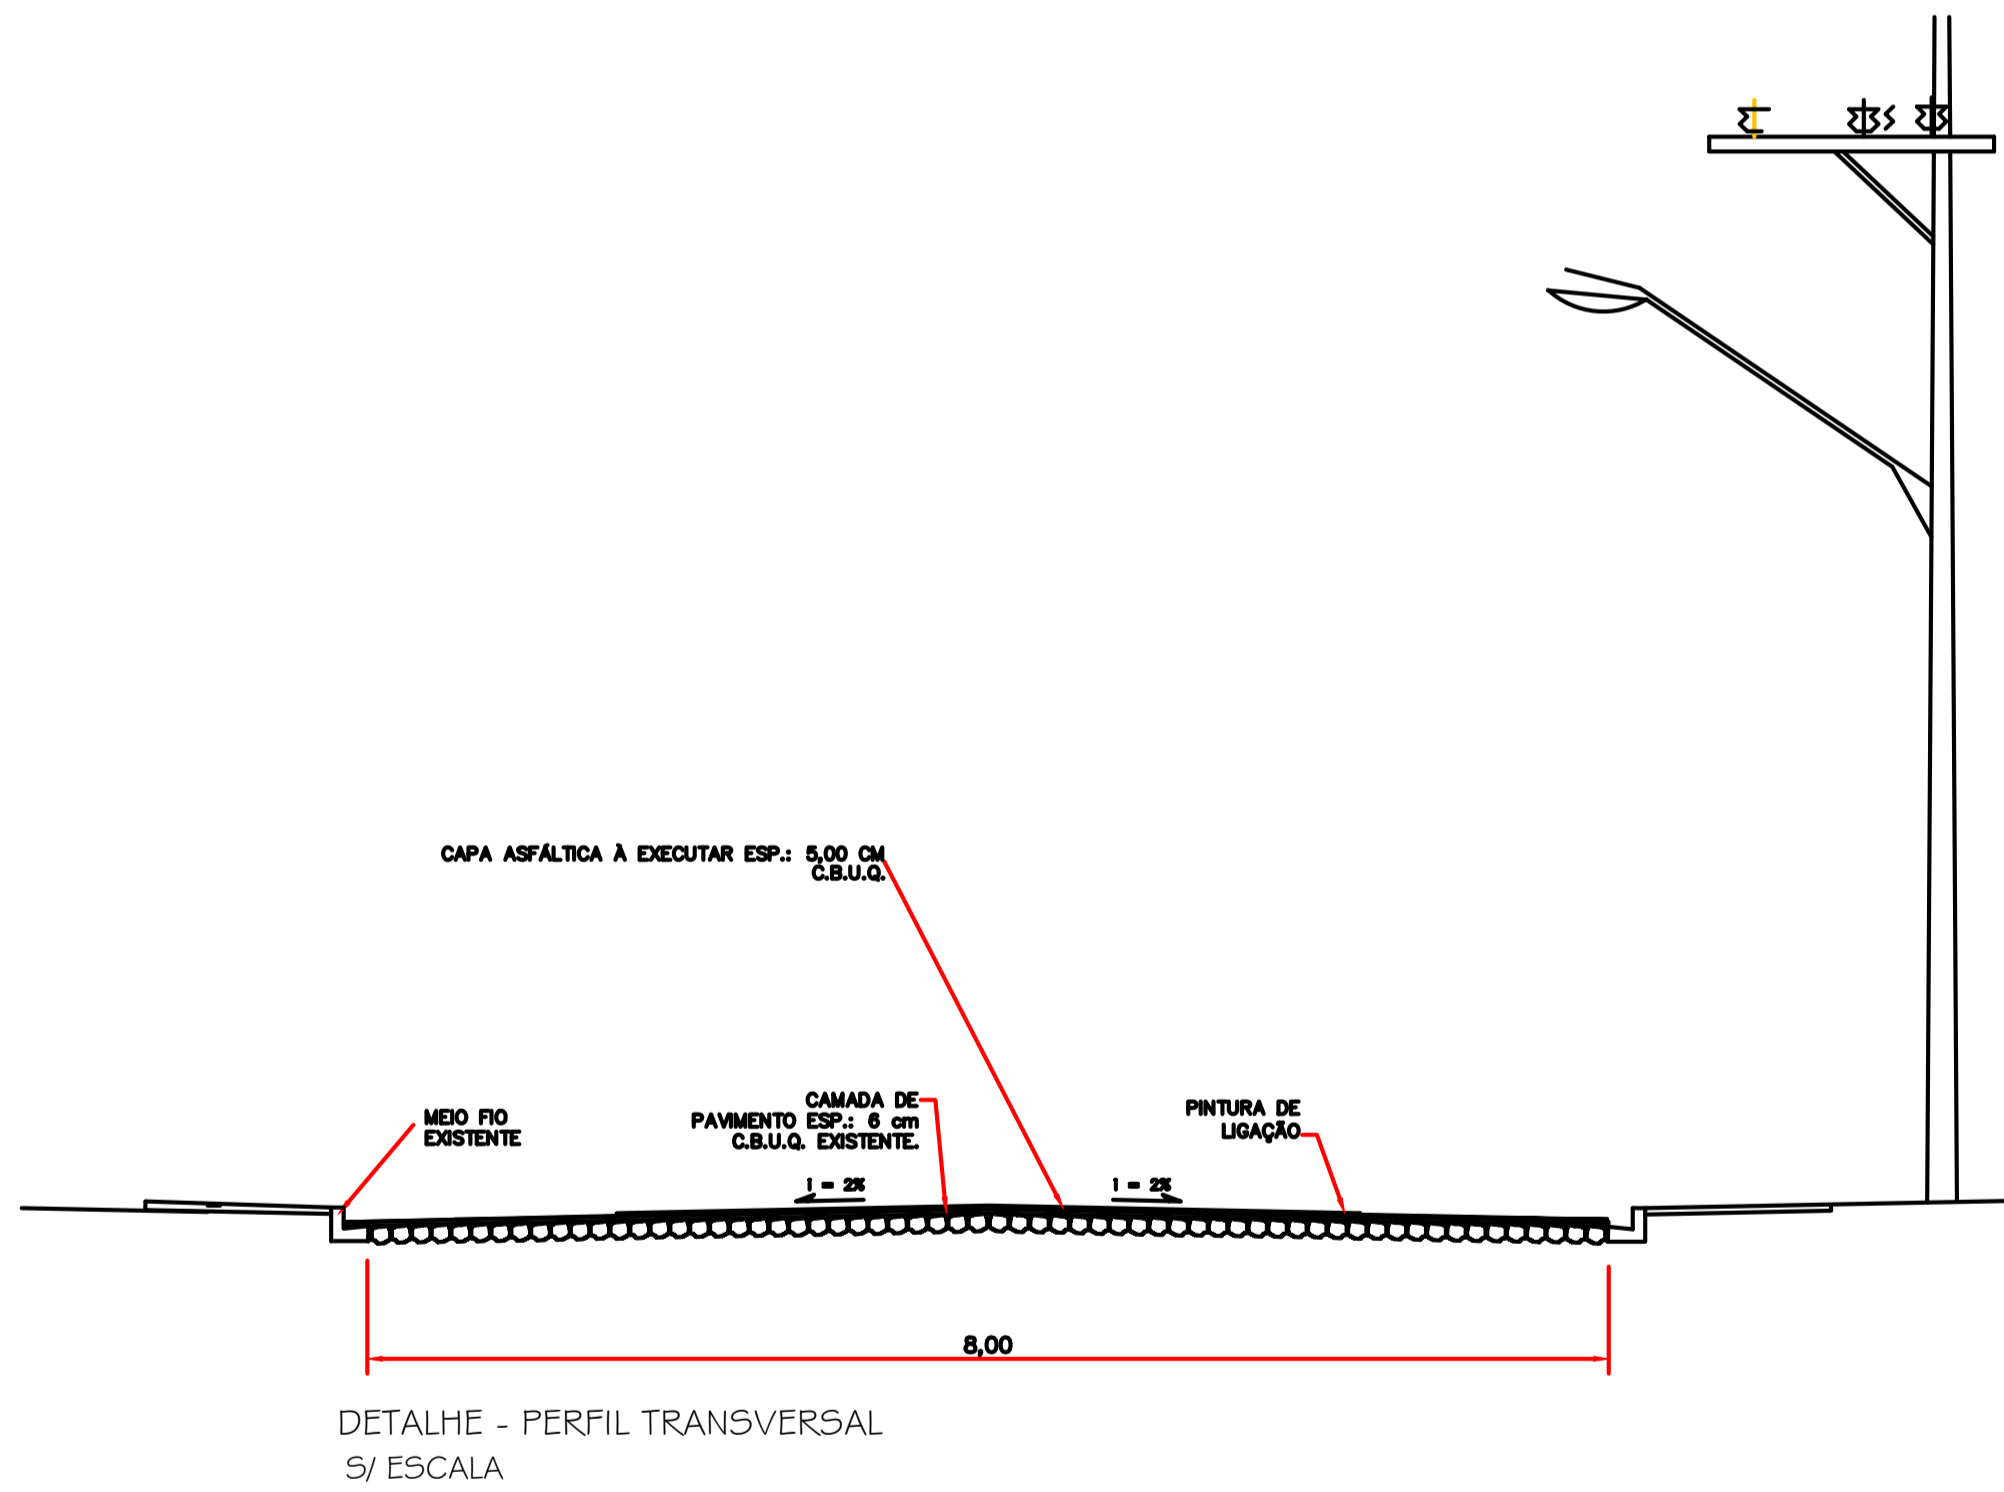 CAPA ASFÁLTICA À EXECUTAR ESP.: 5,00 CM
C.B.U.Q.
MEIO FIO
EXISTENTE
CAMADA DE
PAVIMENTO ESP.: 6 cm
C.B.U.Q. EXISTENTE.
PINTURA DE
LIGAÇÃO
i = 2%
i = 2%
8,00
DETALHE - PERFIL TRANSVERSAL
S/ ESCALA